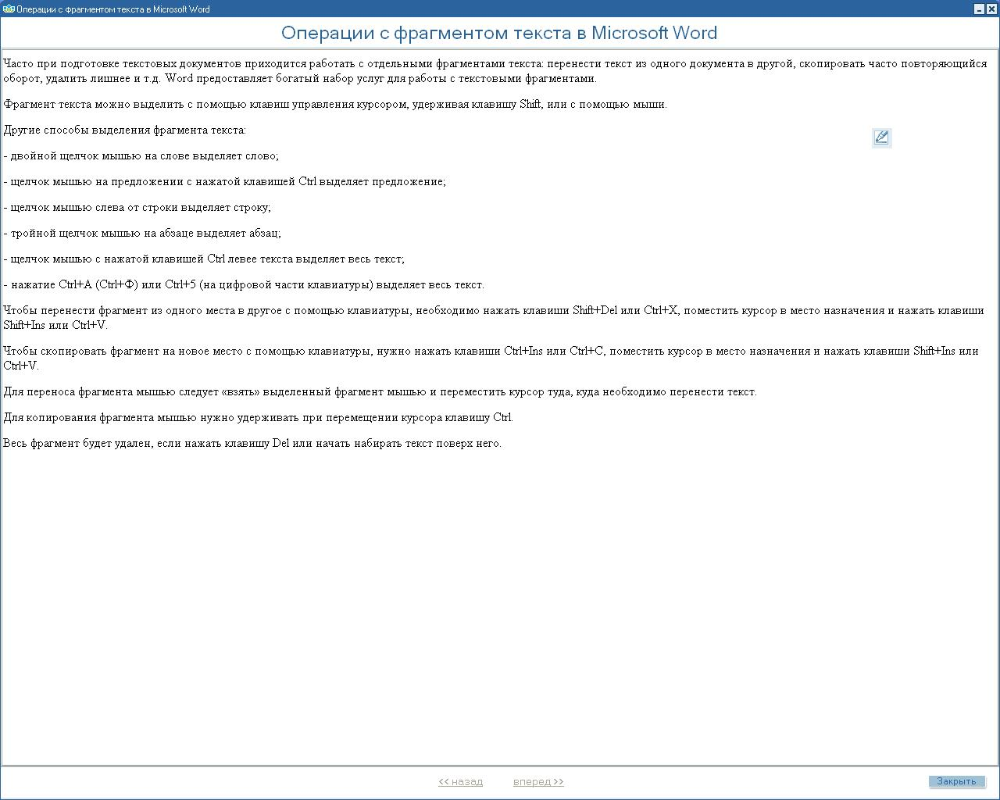 Операции с фрагментом текста в Microsoft Word
Операции с фрагментом текста в Microsoft Word
Часто при подготовке текстовых документов приходится работать с отдельными фрагментами текста: перенести текст из одного документа в другой, скопировать часто повторяющийся
оборот, удалить лишнее и т.д. Word предоставляет богатый набор услуг для работы с текстовыми фрагментами.
Фрагмент текста можно выделить с помощью клавиш управления курсором, удерживая клавишу Shift, или с помощью мыши.
Другие способы выделения фрагмента текста:
- двойной щелчок мышью на слове выделяет слово;
- щелчок мышью на предложении с нажатой клавишей Ctrl выделяет предложение;
- щелчок мышью слева от строки выделяет строку;
- тройной щелчок мышью на абзаце выделяет абзац;
- щелчок мышью с нажатой клавишей Ctrl левее текста выделяет весь текст;
- нажатие Ctrl+A (Ctrl+Ф) или Ctrl+5 (на цифровой части клавиатуры) выделяет весь текст.
Чтобы перенести фрагмент из одного места в другое с помощью клавиатуры, необходимо нажать клавиши Shift+Del или Ctrl+X, поместить курсор в место назначения и нажать клавиши
Shift+Ins или Ctrl+V.
Чтобы скопировать фрагмент на новое место с помощью клавиатуры, нужно нажать клавиши Ctrl+Ins или Ctrl+C, поместить курсор в место назначения и нажать клавиши Shift+Ins или
Ctrl+V.
Для переноса фрагмента мышью следует «взять» выделенный фрагмент мышью и переместить курсор туда, куда необходимо перенести текст.
Для копирования фрагмента мышью нужно удерживать при перемещении курсора клавишу Ctrl.
Весь фрагмент будет удален, если нажать клавишу Del или начать набирать текст поверх него.
<< назад вперед >> Закрыть